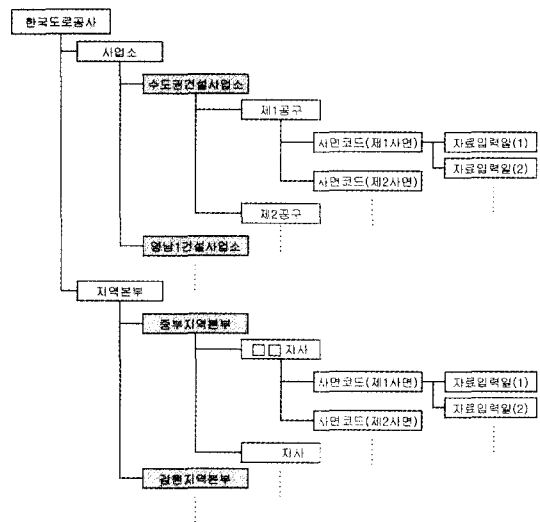 한국도로공사
사업소
수도권건설사업소
제1공구
사면코드(제1사면)
자료입력일(1)
자료입력일(2)
사면코드(제2사면)
제2공구
영남1건설사업소
지역본부
중부지역본부
□□지사
사면코드(제1사면)
자료입력일(1)
자료입력일(2)
사면코드(제2사면)
지사
강원지역본부